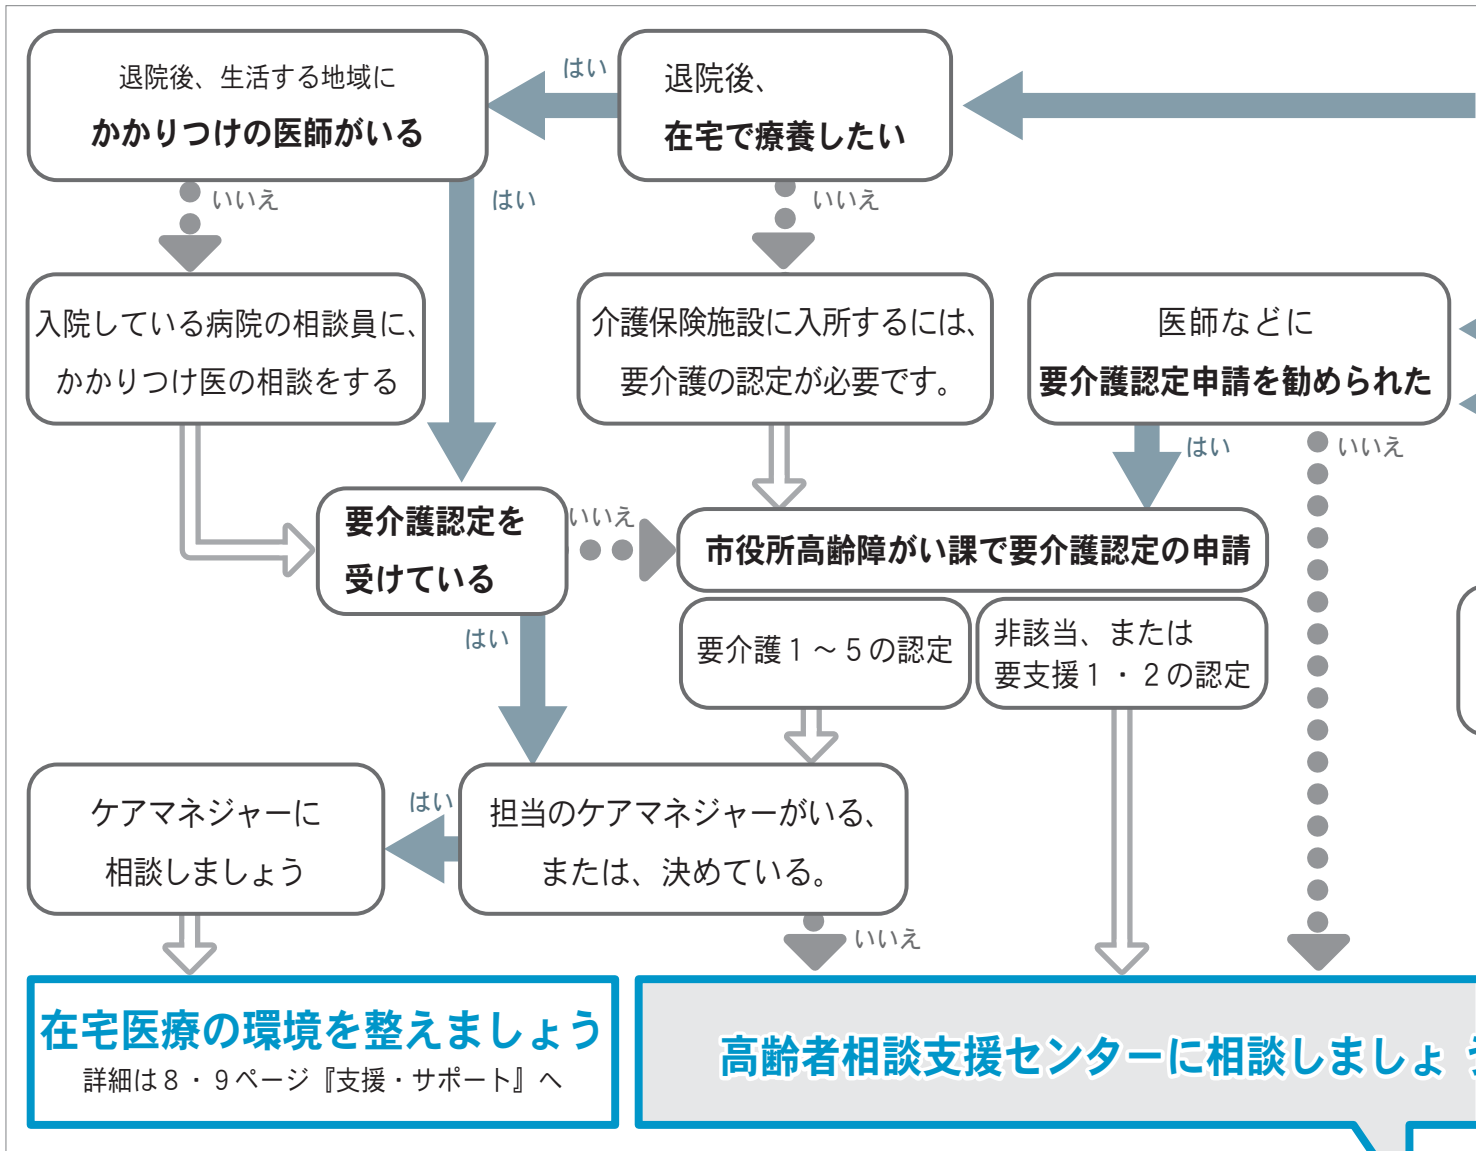 退院後、生活する地域に
かかりつけの医師がいる
はい
退院後、
在宅で療養したい
いいえ
はい
いいえ
入院している病院の相談員に、
かかりつけ医の相談をする
介護保険施設に入所するには、
要介護の認定が必要です。
医師などに
要介護認定申請を勧められた
はい
いいえ
要介護認定を
受けている
いいえ
市役所高齢障がい課で要介護認定の申請
はい
要介護1～5の認定
非該当、または
要支援1・2の認定
ケアマネジャーに
相談しましょう
はい
担当のケアマネジャーがいる、
または、決めている。
いいえ
在宅医療の環境を整えましょう
詳細は8・9ページ『支援・サポート』へ
高齢者相談支援センターに相談しましょ